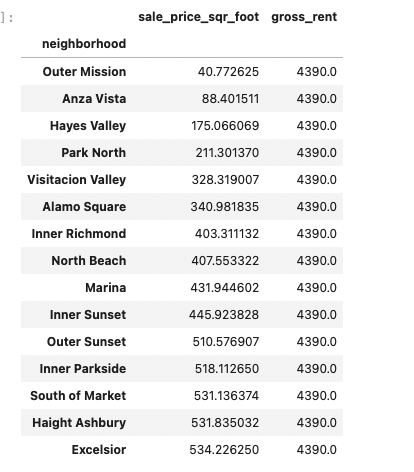 ]:
sale_price_sqr_foot gross_rent
neighborhood
Outer Mission 40.772625 4390.0
Anza Vista 88.401511 4390.0
Hayes Valley 175.066069 4390.0
Park North 211.301370 4390.0
Visitacion Valley 328.319007 4390.0
Alamo Square 340.981835 4390.0
Inner Richmond 403.311132 4390.0
North Beach 407.553322 4390.0
Marina 431.944602 4390.0
Inner Sunset 445.923828 4390.0
Outer Sunset 510.576907 4390.0
Inner Parkside 518.112650 4390.0
South of Market 531.136374 4390.0
Haight Ashbury 531.835032 4390.0
Excelsior 534.226250 4390.0